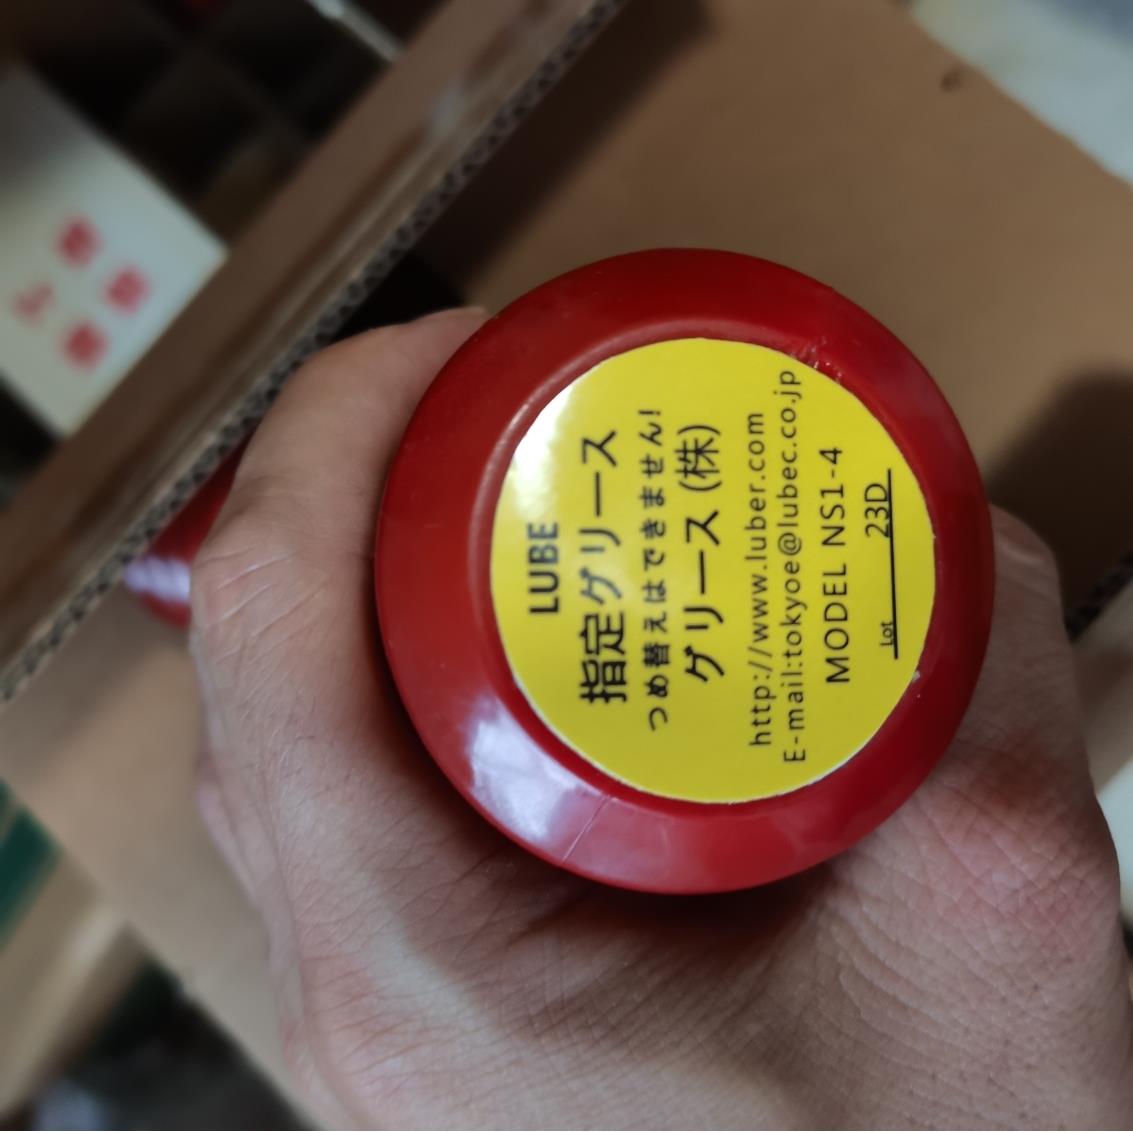 LUBE
指定グリース
つめ替えはできません!
グリース (株)
http://www.luber.com
E-mail:tokyoe@lubec.co.jp
MODEL NS1-4
Lot 23D